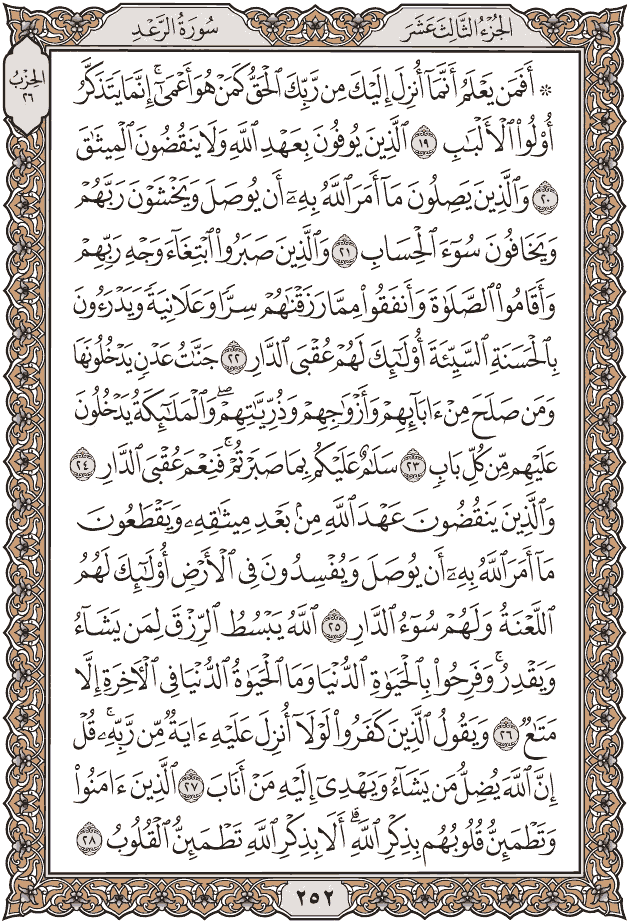 الجُزْءُ الثَّالِثَ عَشَرَ
سُورَةُ الرَّعْدِ
الحِزْبُ
٢٦
۞ أَفَمَن يَعْلَمُ أَنَّمَآ أُنزِلَ إِلَيْكَ مِن رَّبِّكَ ٱلْحَقُّ كَمَنْ هُوَ أَعْمَىٰٓۚ إِنَّمَا يَتَذَكَّرُ
أُوْلُواْ ٱلْأَلْبَٰبِ ١٩ ٱلَّذِينَ يُوفُونَ بِعَهْدِ ٱللَّهِ وَلَا يَنقُضُونَ ٱلْمِيثَٰقَ
٢٠ وَٱلَّذِينَ يَصِلُونَ مَآ أَمَرَ ٱللَّهُ بِهِۦٓ أَن يُوصَلَ وَيَخْشَوْنَ رَبَّهُمْ
وَيَخَافُونَ سُوٓءَ ٱلْحِسَابِ ٢١ وَٱلَّذِينَ صَبَرُواْ ٱبْتِغَآءَ وَجْهِ رَبِّهِمْ
وَأَقَامُواْ ٱلصَّلَوٰةَ وَأَنفَقُواْ مِمَّا رَزَقْنَٰهُمْ سِرًّا وَعَلَانِيَةً وَيَدْرَءُونَ
بِٱلْحَسَنَةِ ٱلسَّيِّئَةَ أُوْلَٰٓئِكَ لَهُمْ عُقْبَى ٱلدَّارِ ٢٢ جَنَّٰتُ عَدْنٍ يَدْخُلُونَهَا
وَمَن صَلَحَ مِنْ ءَابَآئِهِمْ وَأَزْوَٰجِهِمْ وَذُرِّيَّٰتِهِمْۖ وَٱلْمَلَٰٓئِكَةُ يَدْخُلُونَ
عَلَيْهِم مِّن كُلِّ بَابٍ ٢٣ سَلَٰمٌ عَلَيْكُم بِمَا صَبَرْتُمْۚ فَنِعْمَ عُقْبَى ٱلدَّارِ ٢٤
وَٱلَّذِينَ يَنقُضُونَ عَهْدَ ٱللَّهِ مِنۢ بَعْدِ مِيثَٰقِهِۦ وَيَقْطَعُونَ
مَآ أَمَرَ ٱللَّهُ بِهِۦٓ أَن يُوصَلَ وَيُفْسِدُونَ فِى ٱلْأَرْضِ أُوْلَٰٓئِكَ لَهُمُ
ٱللَّعْنَةُ وَلَهُمْ سُوٓءُ ٱلدَّارِ ٢٥ ٱللَّهُ يَبْسُطُ ٱلرِّزْقَ لِمَن يَشَآءُ
وَيَقْدِرُۚ وَفَرِحُواْ بِٱلْحَيَوٰةِ ٱلدُّنْيَا وَمَا ٱلْحَيَوٰةُ ٱلدُّنْيَا فِى ٱلْأٓخِرَةِ إِلَّا
مَتَٰعٌ ٢٦ وَيَقُولُ ٱلَّذِينَ كَفَرُواْ لَوْلَآ أُنزِلَ عَلَيْهِ ءَايَةٌ مِّن رَّبِّهِۦۚ قُلْ
إِنَّ ٱللَّهَ يُضِلُّ مَن يَشَآءُ وَيَهْدِىٓ إِلَيْهِ مَنْ أَنَابَ ٢٧ ٱلَّذِينَ ءَامَنُواْ
وَتَطْمَئِنُّ قُلُوبُهُم بِذِكْرِ ٱللَّهِۗ أَلَا بِذِكْرِ ٱللَّهِ تَطْمَئِنُّ ٱلْقُلُوبُ ٢٨
٢٥٢